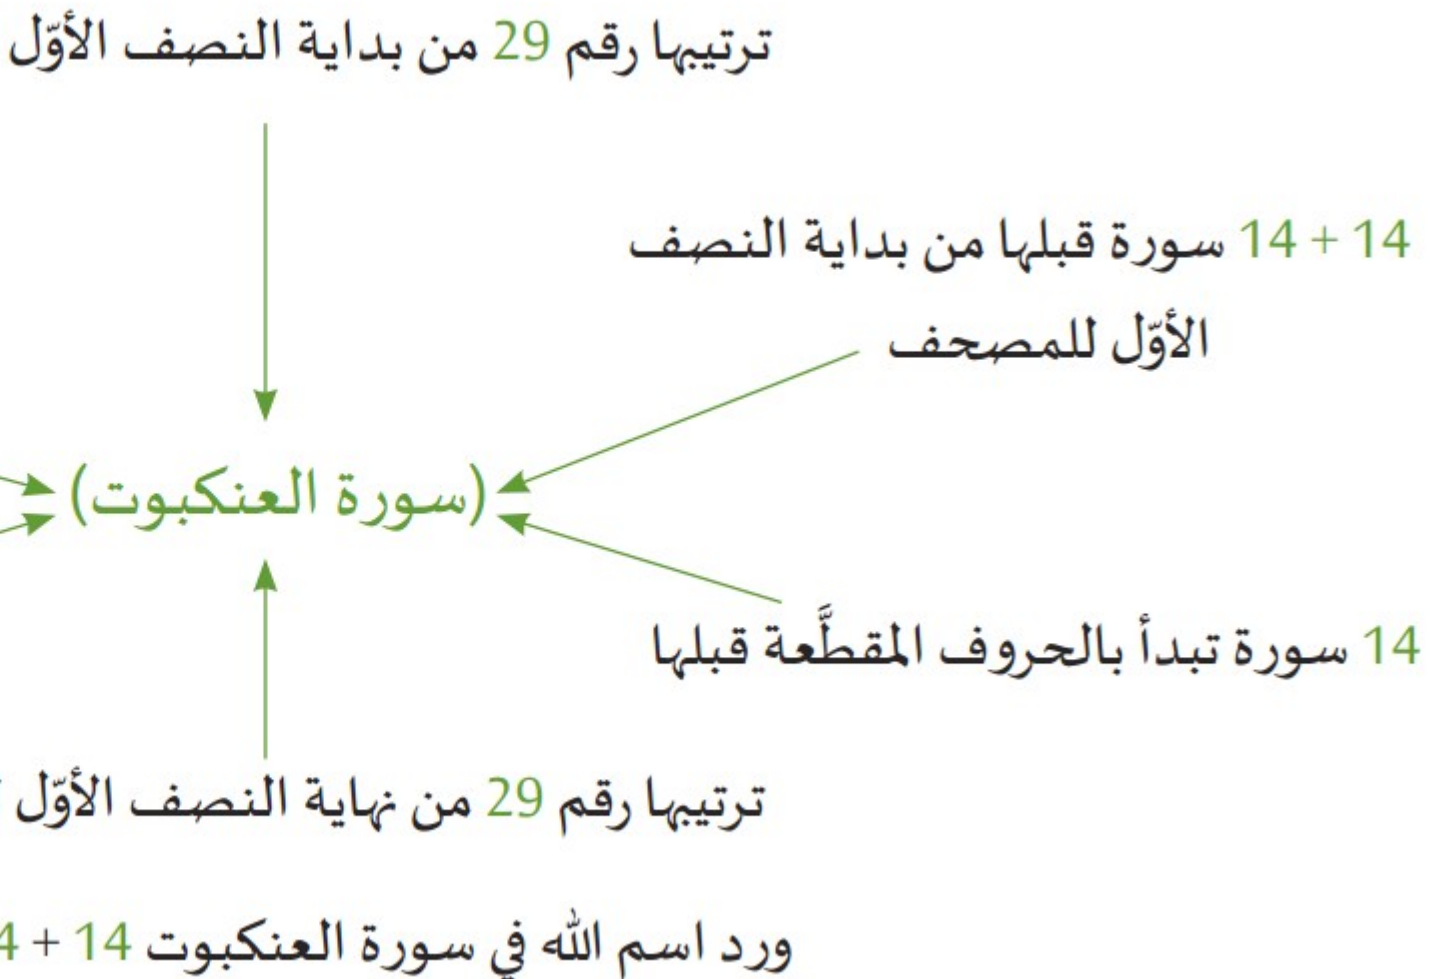 ترتيبها رقم 29 من بداية النصف الأوّل
14 + 14 سورة قبلها من بداية النصف
الأوّل للمصحف
(سورة العنكبوت)
14 سورة تبدأ بالحروف المقطَّعة قبلها
ترتيبها رقم 29 من نهاية النصف الأوّل
ورد اسم الله في سورة العنكبوت 14 + 4